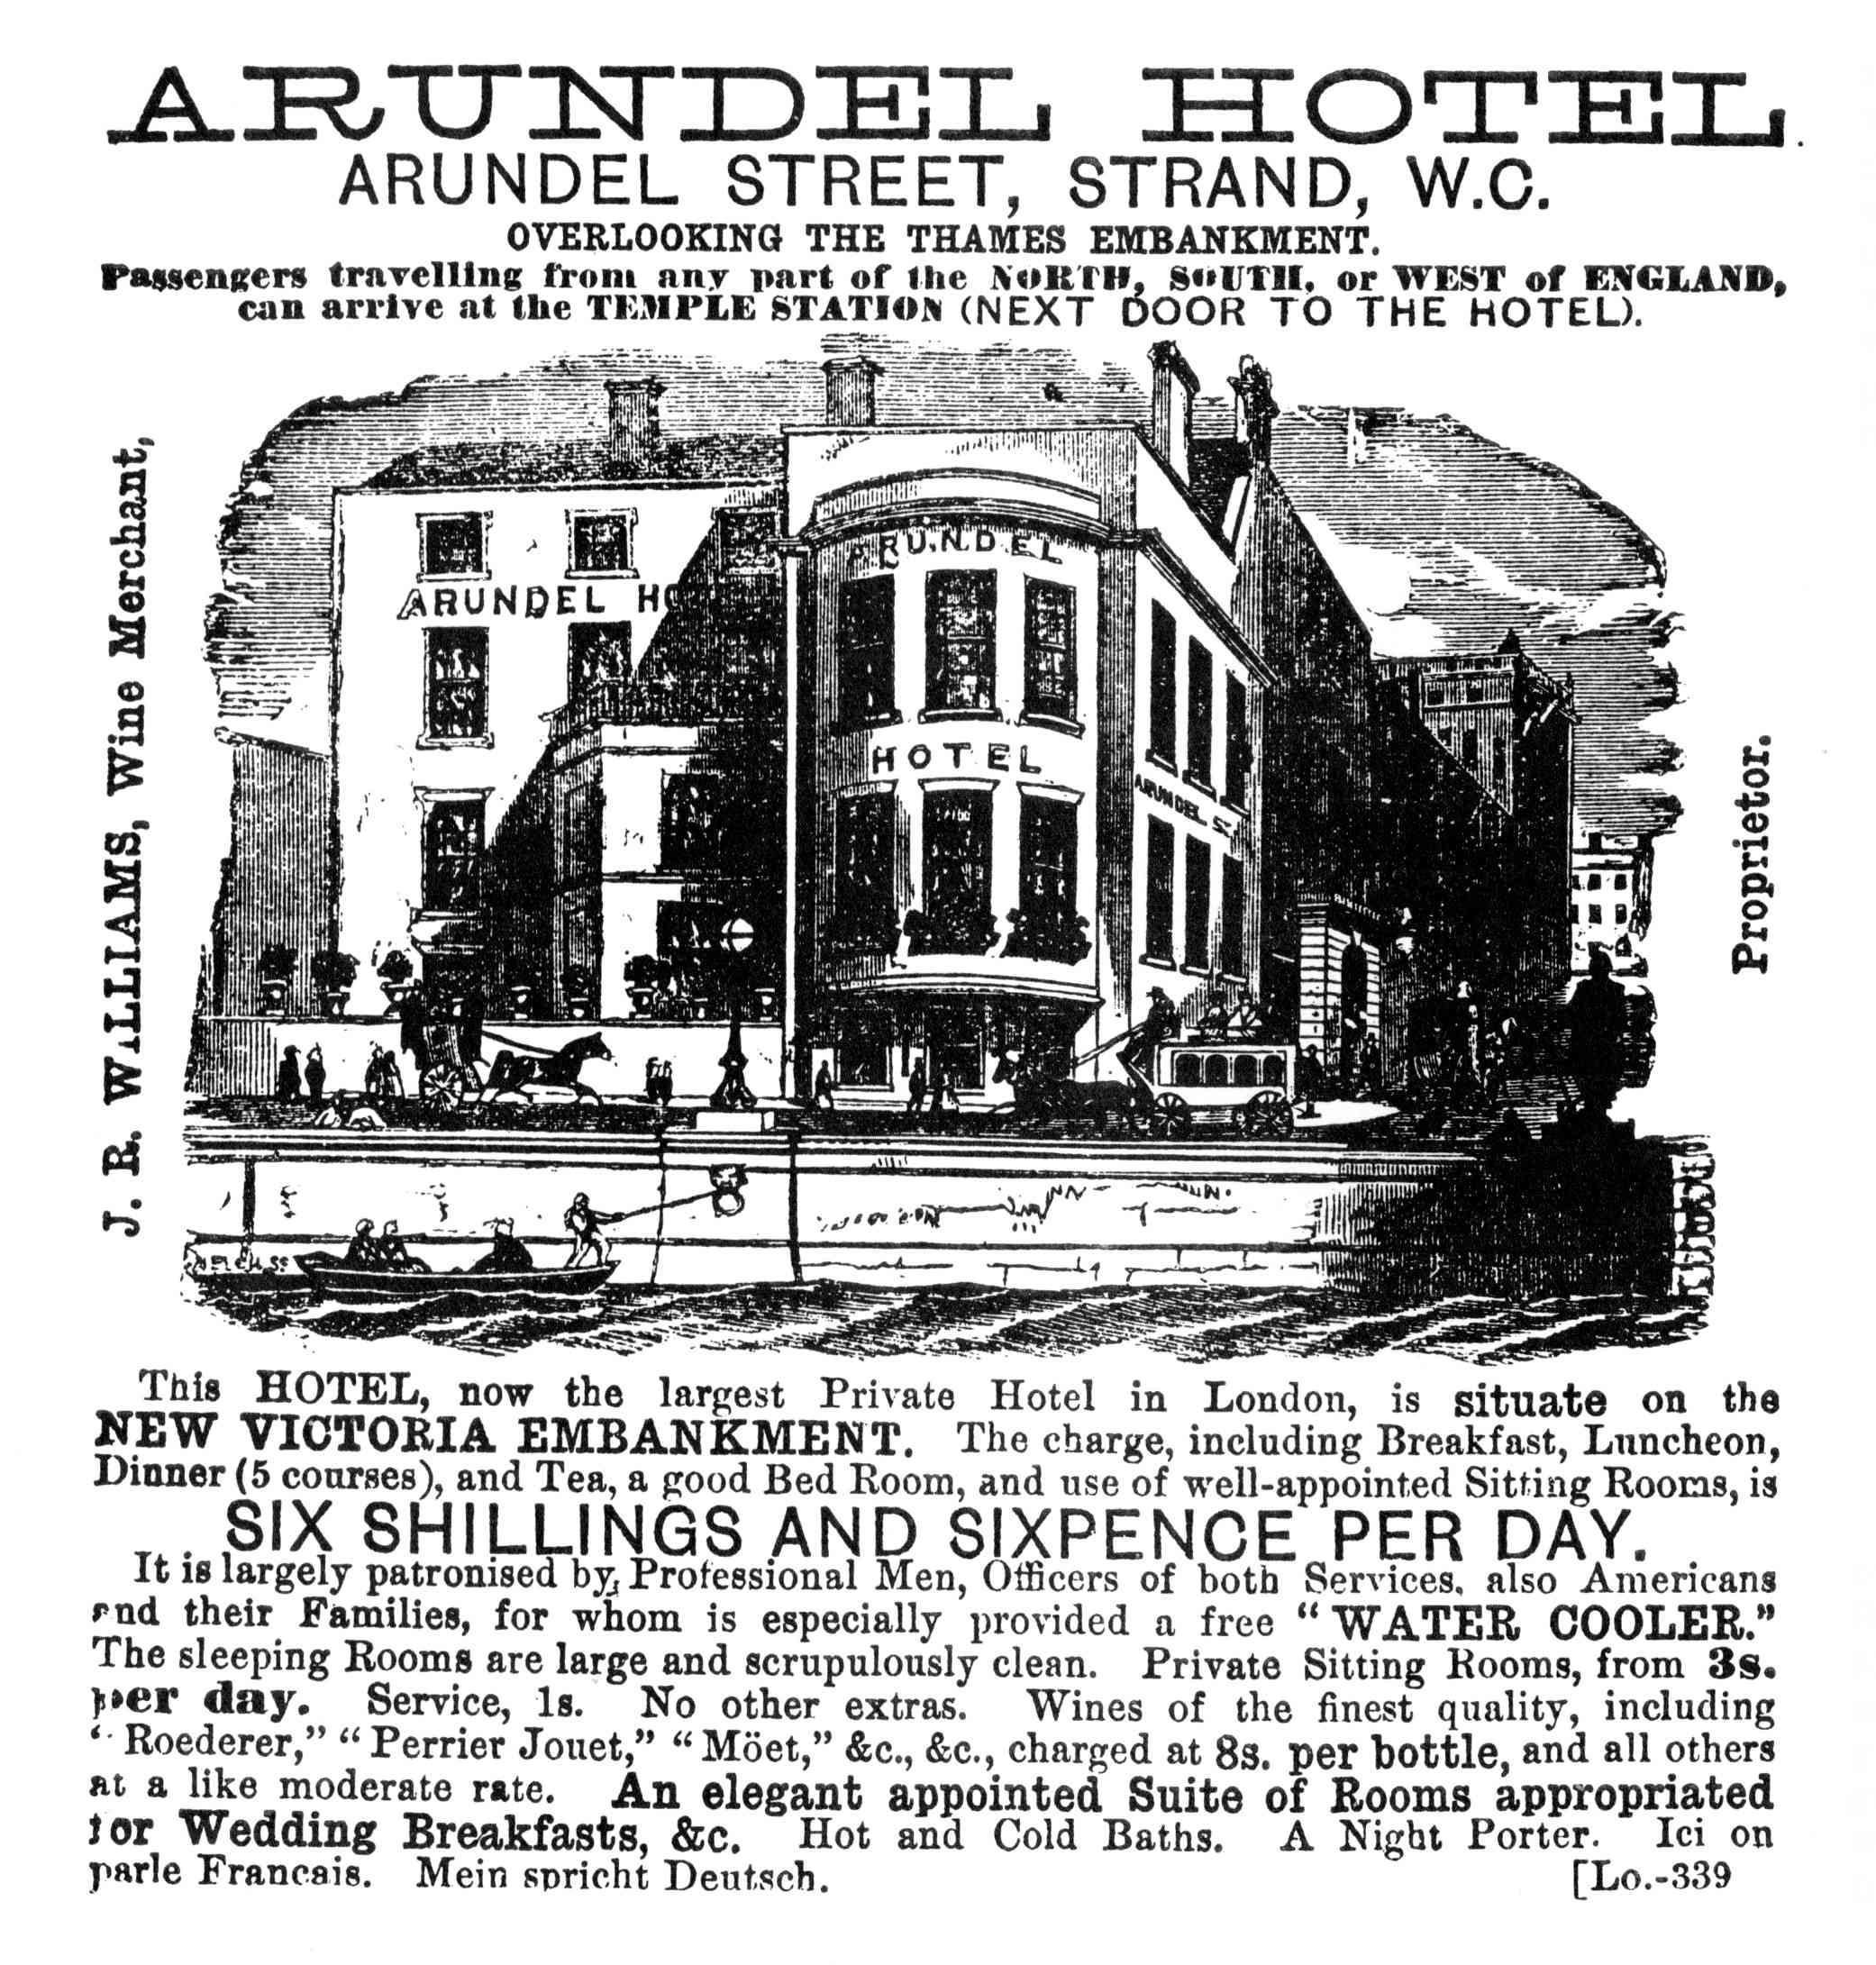 ARUNDEL HOTEL.
ARUNDEL STREET, STRAND, W.C.
OVERLOOKING THE THAMES EMBANKMENT.
Passengers travelling from any part of the NORTH, SOUTH, or WEST of ENGLAND,
can arrive at the TEMPLE STATION (NEXT DOOR TO THE HOTEL).
J. R. WILLIAMS, Wine Merchant,
ARUNDEL HO
ARUNDEL
HOTEL
ARUNDEL St
Proprietor.
This HOTEL, now the largest Private Hotel in London, is situate on the
NEW VICTORIA EMBANKMENT. The charge, including Breakfast, Luncheon,
Dinner (5 courses), and Tea, a good Bed Room, and use of well-appointed Sitting Rooms, is
SIX SHILLINGS AND SIXPENCE PER DAY.
It is largely patronised by, Professional Men, Officers of both Services, also Americans
and their Families, for whom is especially provided a free "WATER COOLER."
The sleeping Rooms are large and scrupulously clean. Private Sitting Rooms, from 3s.
per day. Service, 1s. No other extras. Wines of the finest quality, including
"Roederer," "Perrier Jouet," "Möet," &c., &c., charged at 8s. per bottle, and all others
at a like moderate rate. An elegant appointed Suite of Rooms appropriated
for Wedding Breakfasts, &c. Hot and Cold Baths. A Night Porter. Ici on
parle Francais. Mein spricht Deutsch. [Lo.-339